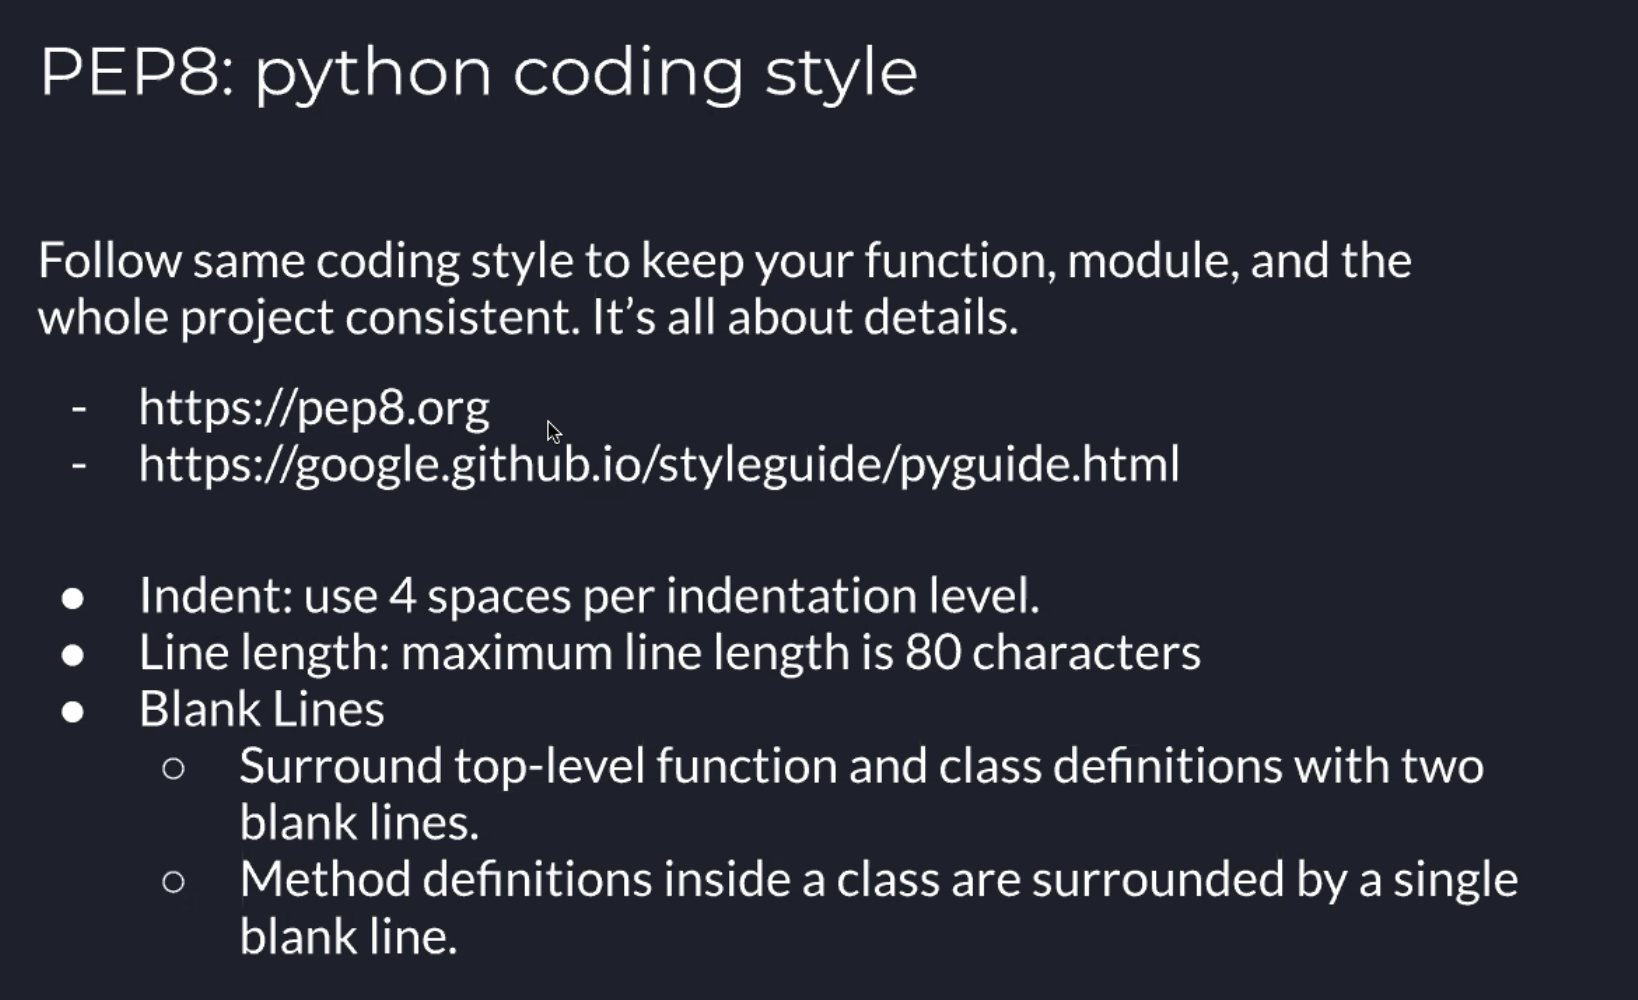 PEP8: python coding style
Follow same coding style to keep your function, module, and the
whole project consistent. It’s all about details.
- https://pep8.org
- https://google.github.io/styleguide/pyguide.html
● Indent: use 4 spaces per indentation level.
● Line length: maximum line length is 80 characters
● Blank Lines
○ Surround top-level function and class definitions with two
blank lines.
○ Method definitions inside a class are surrounded by a single
blank line.